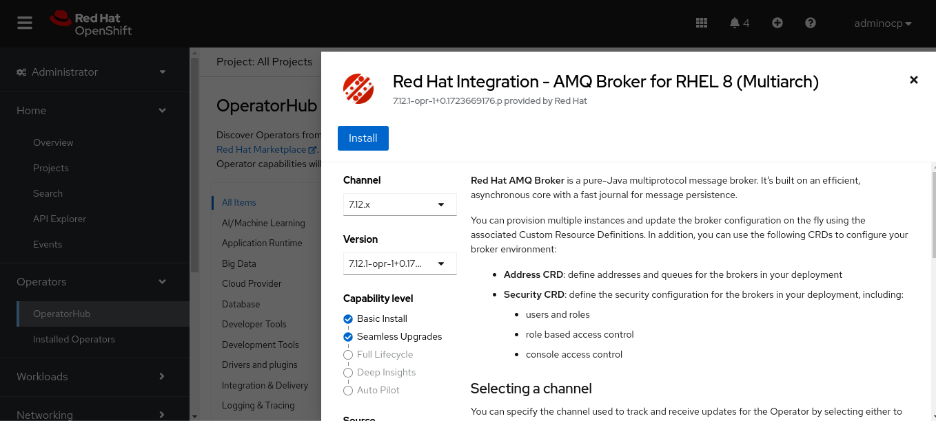 Red Hat
OpenShift
4
adminocp
Administrator
Home
Overview
Projects
Search
API Explorer
Events
Operators
OperatorHub
Installed Operators
Workloads
Networking
Project: All Projects
OperatorHub
Discover Operators from
Red Hat Marketplace
Operator capabilities wil
All Items
AI/Machine Learning
Application Runtime
Big Data
Cloud Provider
Database
Developer Tools
Development Tools
Drivers and plugins
Integration & Delivery
Logging & Tracing
Red Hat Integration - AMQ Broker for RHEL 8 (Multiarch)
7.12.1-opr-1+0.1723669176.p provided by Red Hat
Install
Channel
7.12.x
Version
7.12.1-opr-1+0.17...
Capability level
Basic Install
Seamless Upgrades
Full Lifecycle
Deep Insights
Auto Pilot
Source
Red Hat AMQ Broker is a pure-Java multiprotocol message broker. It's built on an efficient,
asynchronous core with a fast journal for message persistence.
You can provision multiple instances and update the broker configuration on the fly using the
associated Custom Resource Definitions. In addition, you can use the following CRDs to configure your
broker environment:
• Address CRD: define addresses and queues for the brokers in your deployment
• Security CRD: define the security configuration for the brokers in your deployment, including:
• users and roles
• role based access control
• console access control
Selecting a channel
You can specify the channel used to track and receive updates for the Operator by selecting either to